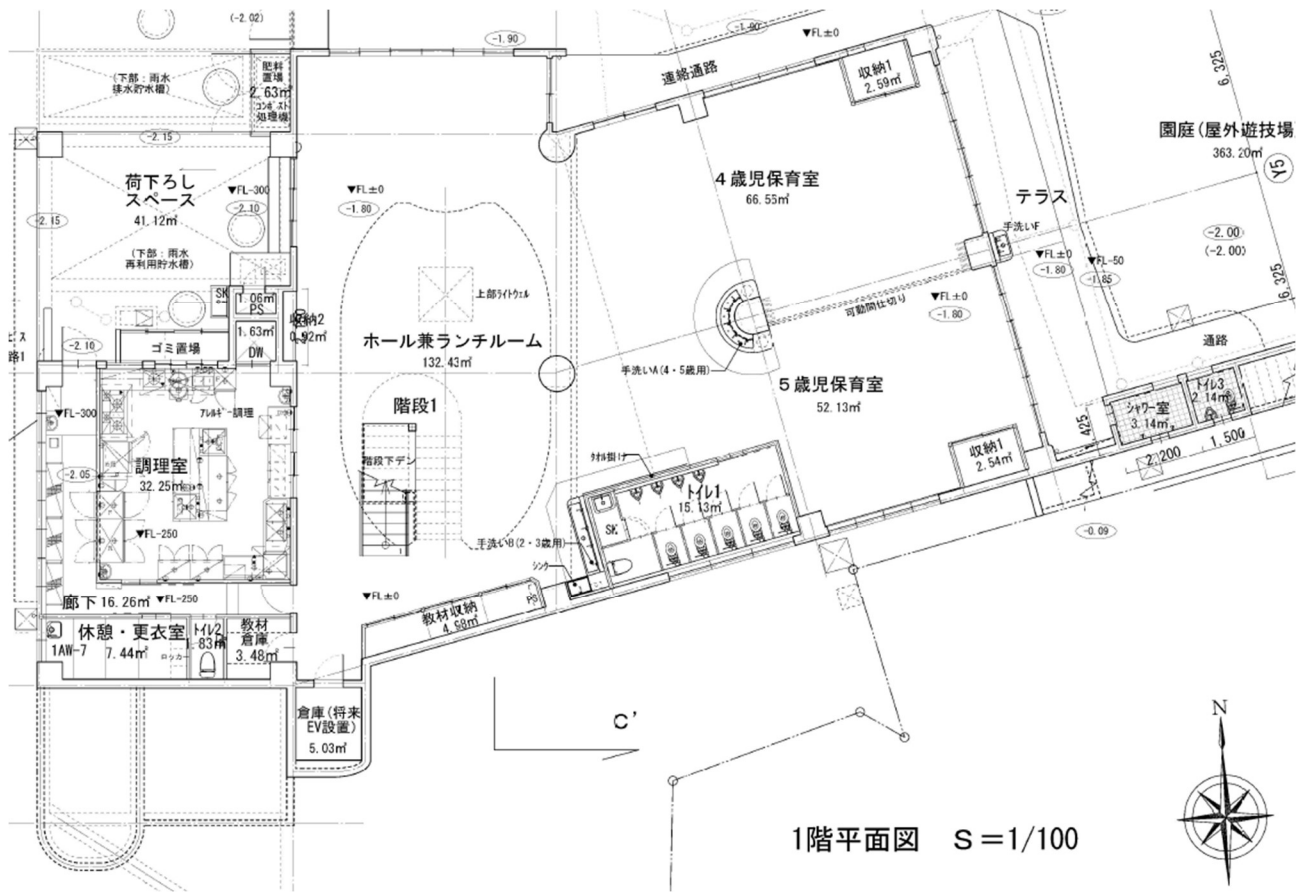 (-2.02)
-1.90
-1.90
▼FL±0
(下部:雨水
排水貯水槽)
肥料
置場
2.63㎡
コンポスト
処理機
連絡通路
収納1
2.59㎡
6,325
園庭(屋外遊技場
363.20㎡
Y5
-2.15
荷下ろし
スペース
41.12㎡
▼FL-300
-2.10
-2.15
(下部:雨水
再利用貯水槽)
▼FL±0
-1.80
4歳児保育室
66.55㎡
テラス
手洗いF
▼FL±0
-1.80
▼FL-50
-1.85
-2.00
(-2.00)
6,325
SK
1.06㎡
PS
上部ライトウェル
可動間仕切り
▼FL±0
-1.80
収納2
0.92㎡
1.63㎡
DW
-2.10
ゴミ置場
路1
ホール兼ランチルーム
132.43㎡
手洗いA(4・5歳用)
5歳児保育室
52.13㎡
通路
トイレ3
2.14㎡
シャワー室
3.14㎡
▼FL-300
アレルギー調理
階段1
425
1,500
2,200
収納1
2.54㎡
-2.05
調理室
32.25㎡
階段下デン
タオル掛け
トイレ1
15.13㎡
SK
▼FL-250
手洗いB(2・3歳用)
シンク
-0.09
廊下 16.26㎡ ▼FL-250
▼FL±0
教材収納
4.68㎡
PS
休憩・更衣室
7.44㎡
1AW-7
ロッカー
トイレ2
1.83㎡
教材
倉庫
3.48㎡
倉庫(将来
EV設置)
5.03㎡
C'
N
1階平面図 S=1/100